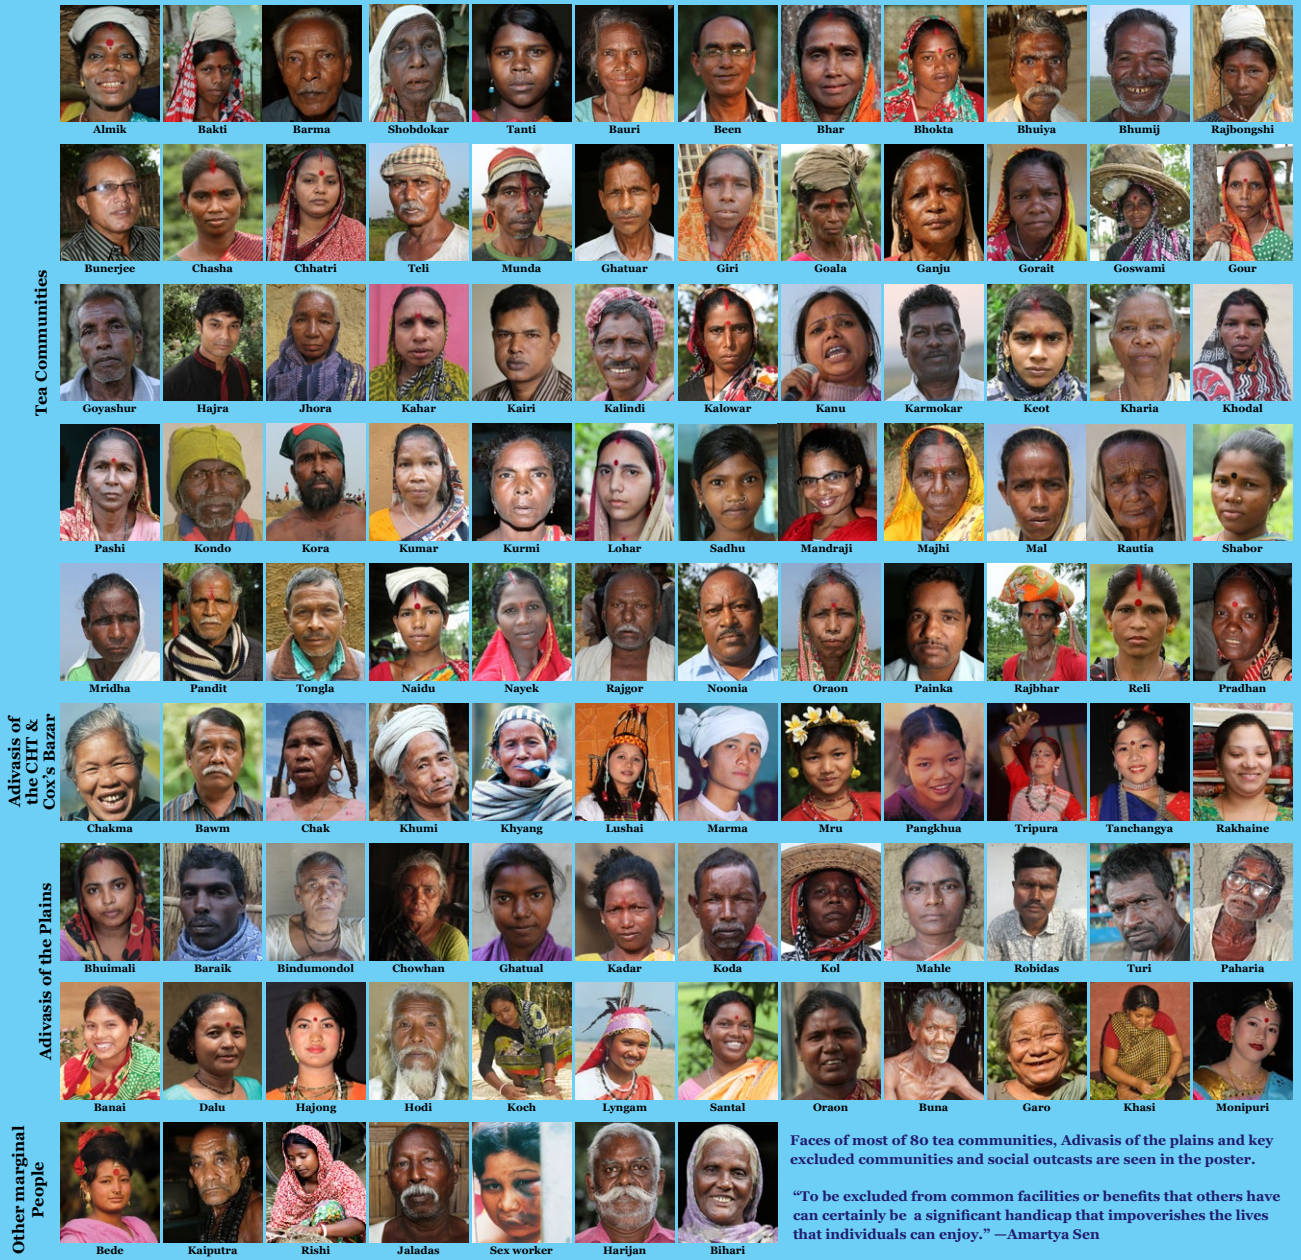 Almik Bakti Barma Shobdokar Tanti Bauri Been Bhar Bhokta Bhuiya Bhumij Rajbongshi
Bunerjee Chasha Chhatri Teli Munda Ghatuar Giri Goala Ganju Gorait Goswami Gour
Tea Communities
Goyashur Hajra Jhora Kahar Kairi Kalindi Kalowar Kanu Karmokar Keot Kharia Khodal
Pashi Kondo Kora Kumar Kurmi Lohar Sadhu Mandraji Majhi Mal Rautia Shabor
Mridha Pandit Tongla Naidu Nayek Rajgor Noonia Oraon Painka Rajbhar Reli Pradhan
Adivasis of
the CHT &
Cox's Bazar
Chakma Bawm Chak Khumi Khyang Lushai Marma Mru Pangkhua Tripura Tanchangya Rakhaine
Adivasis of the Plains
Bhuimali Baraik Bindumondol Chowhan Ghatual Kadar Koda Kol Mahle Robidas Turi Paharia
Banai Dalu Hajong Hodi Koch Lyngam Santal Oraon Buna Garo Khasi Monipuri
Other marginal
People
Bede Kaiputra Rishi Jaladas Sex worker Harijan Bihari
Faces of most of 80 tea communities, Adivasis of the plains and key
excluded communities and social outcasts are seen in the poster.
“To be excluded from common facilities or benefits that others have
can certainly be a significant handicap that impoverishes the lives
that individuals can enjoy.” —Amartya Sen